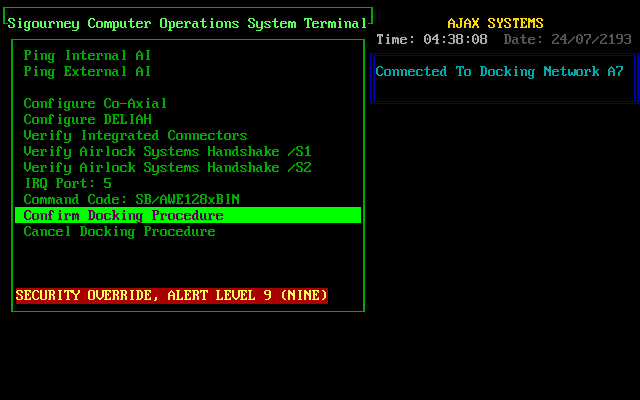 Sigourney Computer Operations System Terminal
AJAX SYSTEMS
Time: 04:38:08 Date: 24/07/2193
Connected To Docking Network A7
Ping Internal AI
Ping External AI
Configure Co-Axial
Configure DELIAH
Verify Integrated Connectors
Verify Airlock Systems Handshake /S1
Verify Airlock Systems Handshake /S2
IRQ Port: 5
Command Code: SB/AWE128xBIN
Confirm Docking Procedure
Cancel Docking Procedure
SECURITY OVERRIDE, ALERT LEVEL 9 (NINE)